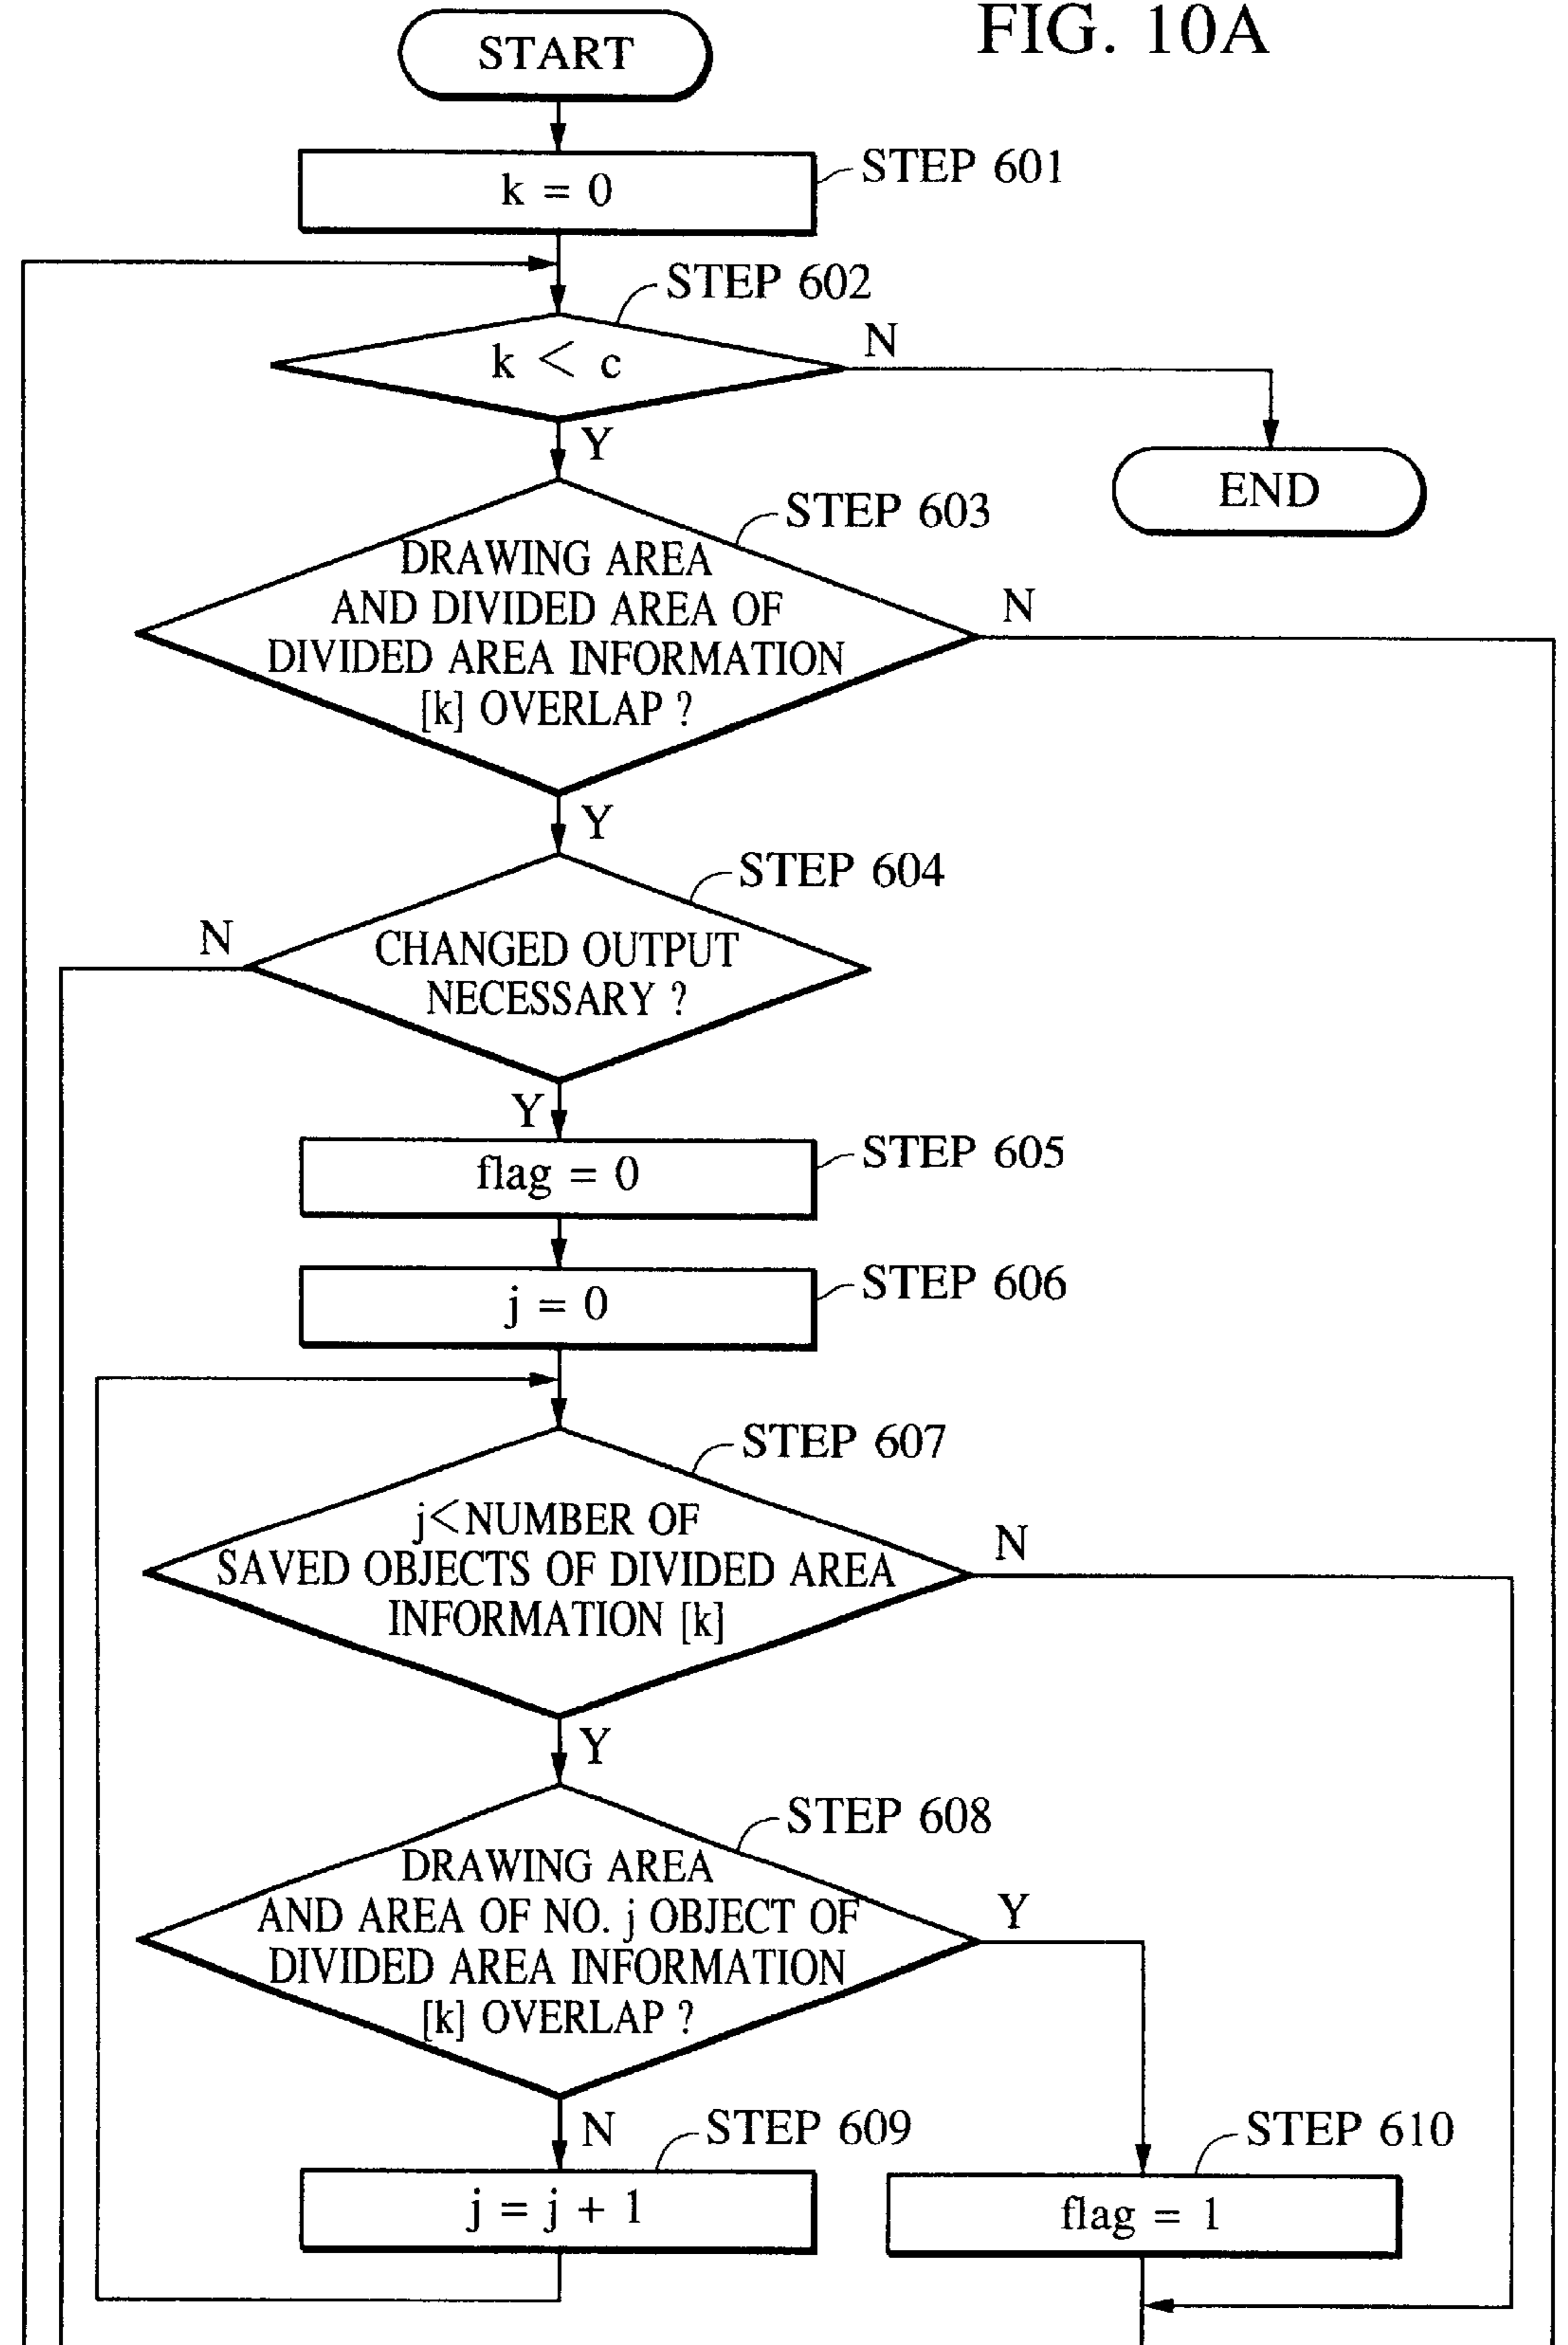 FIG. 10A
START
STEP 601
k = 0
STEP 602
k < c
N
Y
END
STEP 603
DRAWING AREA
AND DIVIDED AREA OF
DIVIDED AREA INFORMATION
[k] OVERLAP ?
N
Y
STEP 604
N
CHANGED OUTPUT
NECESSARY ?
Y
STEP 605
flag = 0
STEP 606
j = 0
STEP 607
j<NUMBER OF
SAVED OBJECTS OF DIVIDED AREA
INFORMATION [k]
N
Y
STEP 608
DRAWING AREA
AND AREA OF NO. j OBJECT OF
DIVIDED AREA INFORMATION
[k] OVERLAP ?
Y
N
STEP 609
j = j + 1
STEP 610
flag = 1